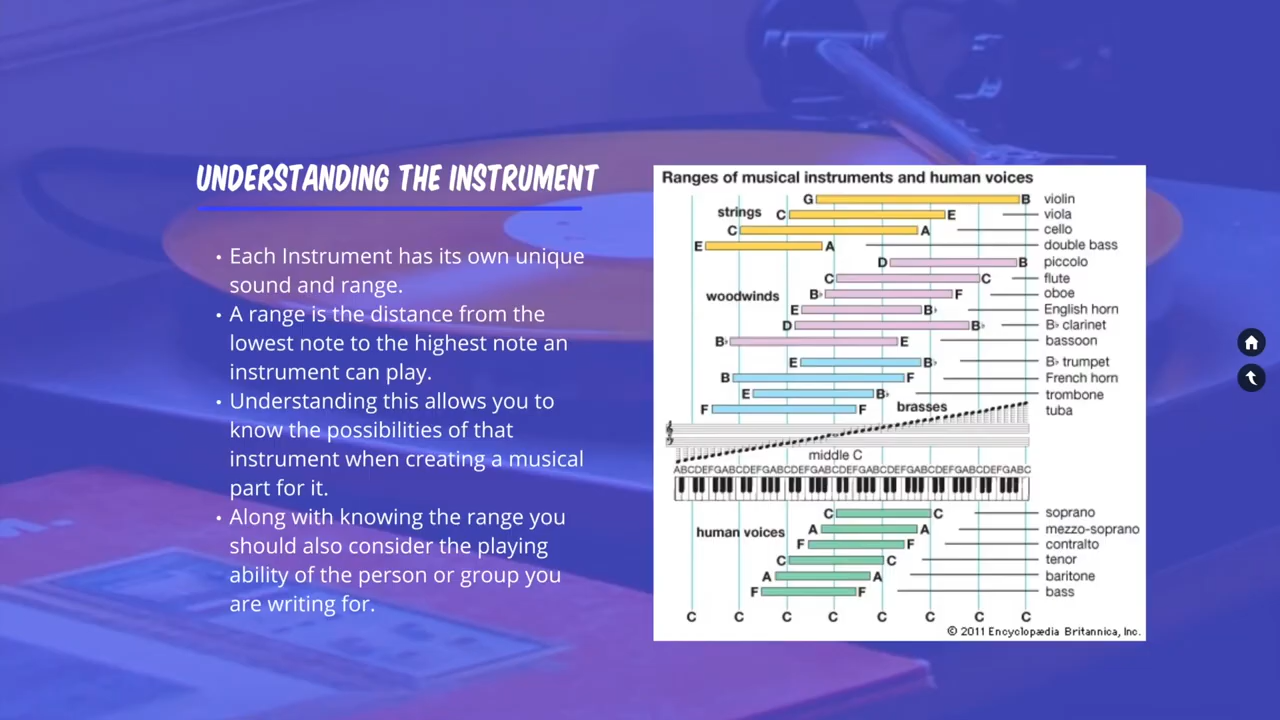 UNDERSTANDING THE INSTRUMENT
• Each Instrument has its own unique
sound and range.
• A range is the distance from the
lowest note to the highest note an
instrument can play.
• Understanding this allows you to
know the possibilities of that
instrument when creating a musical
part for it.
• Along with knowing the range you
should also consider the playing
ability of the person or group you
are writing for.
Ranges of musical instruments and human voices
strings
G B violin
C E viola
C A cello
E A double bass
woodwinds
D B piccolo
C C flute
B♭ F oboe
E B♭ English horn
D B♭ B♭ clinet
B♭ E bassoon
E B♭ B♭ trumpet
B F French horn
E B♭ trombone
F F tuba
brasses
middle C
ABCDEFGABCDEFGABCDEFGABCDEFGABCDEFGABCDEFGABCDEFGABC
human voices
C C soprano
A A mezzo-soprano
F F contralto
C C tenor
A A baritone
F F bass
C C C C C C C C
© 2011 Encyclopædia Britannica, Inc.